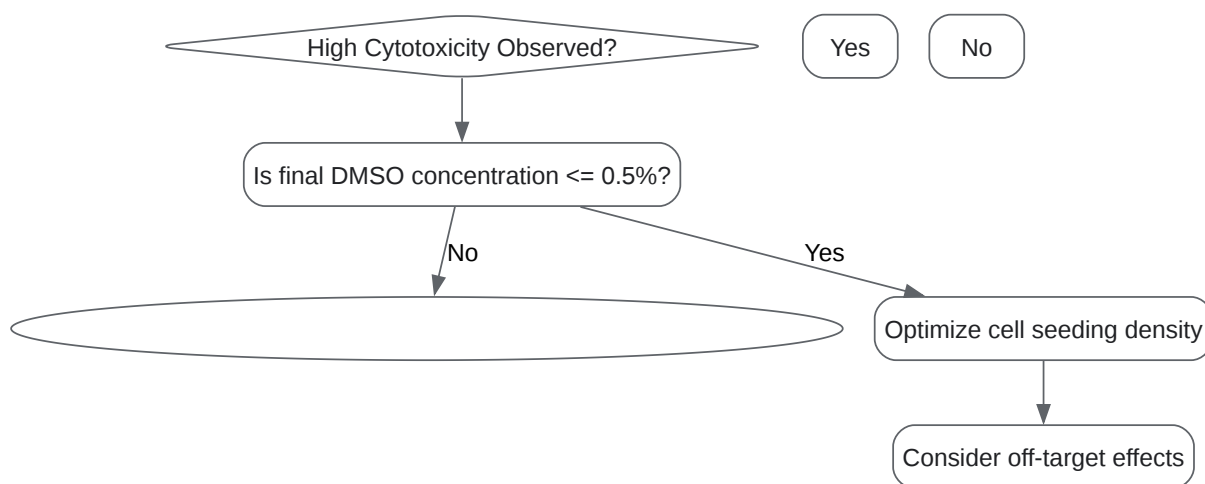 High Cytotoxicity Observed?
Yes
No
Is final DMSO concentration <= 0.5%?
No
Yes
Optimize cell seeding density
Consider off-target effects